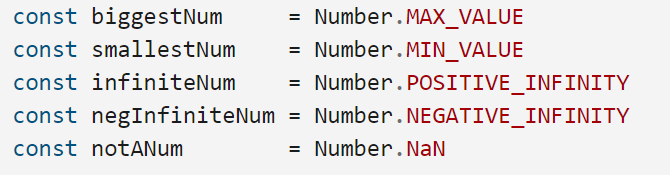 const biggestNum     = Number.MAX_VALUE
const smallestNum    = Number.MIN_VALUE
const infiniteNum    = Number.POSITIVE_INFINITY
const negInfiniteNum = Number.NEGATIVE_INFINITY
const notANum        = Number.NaN